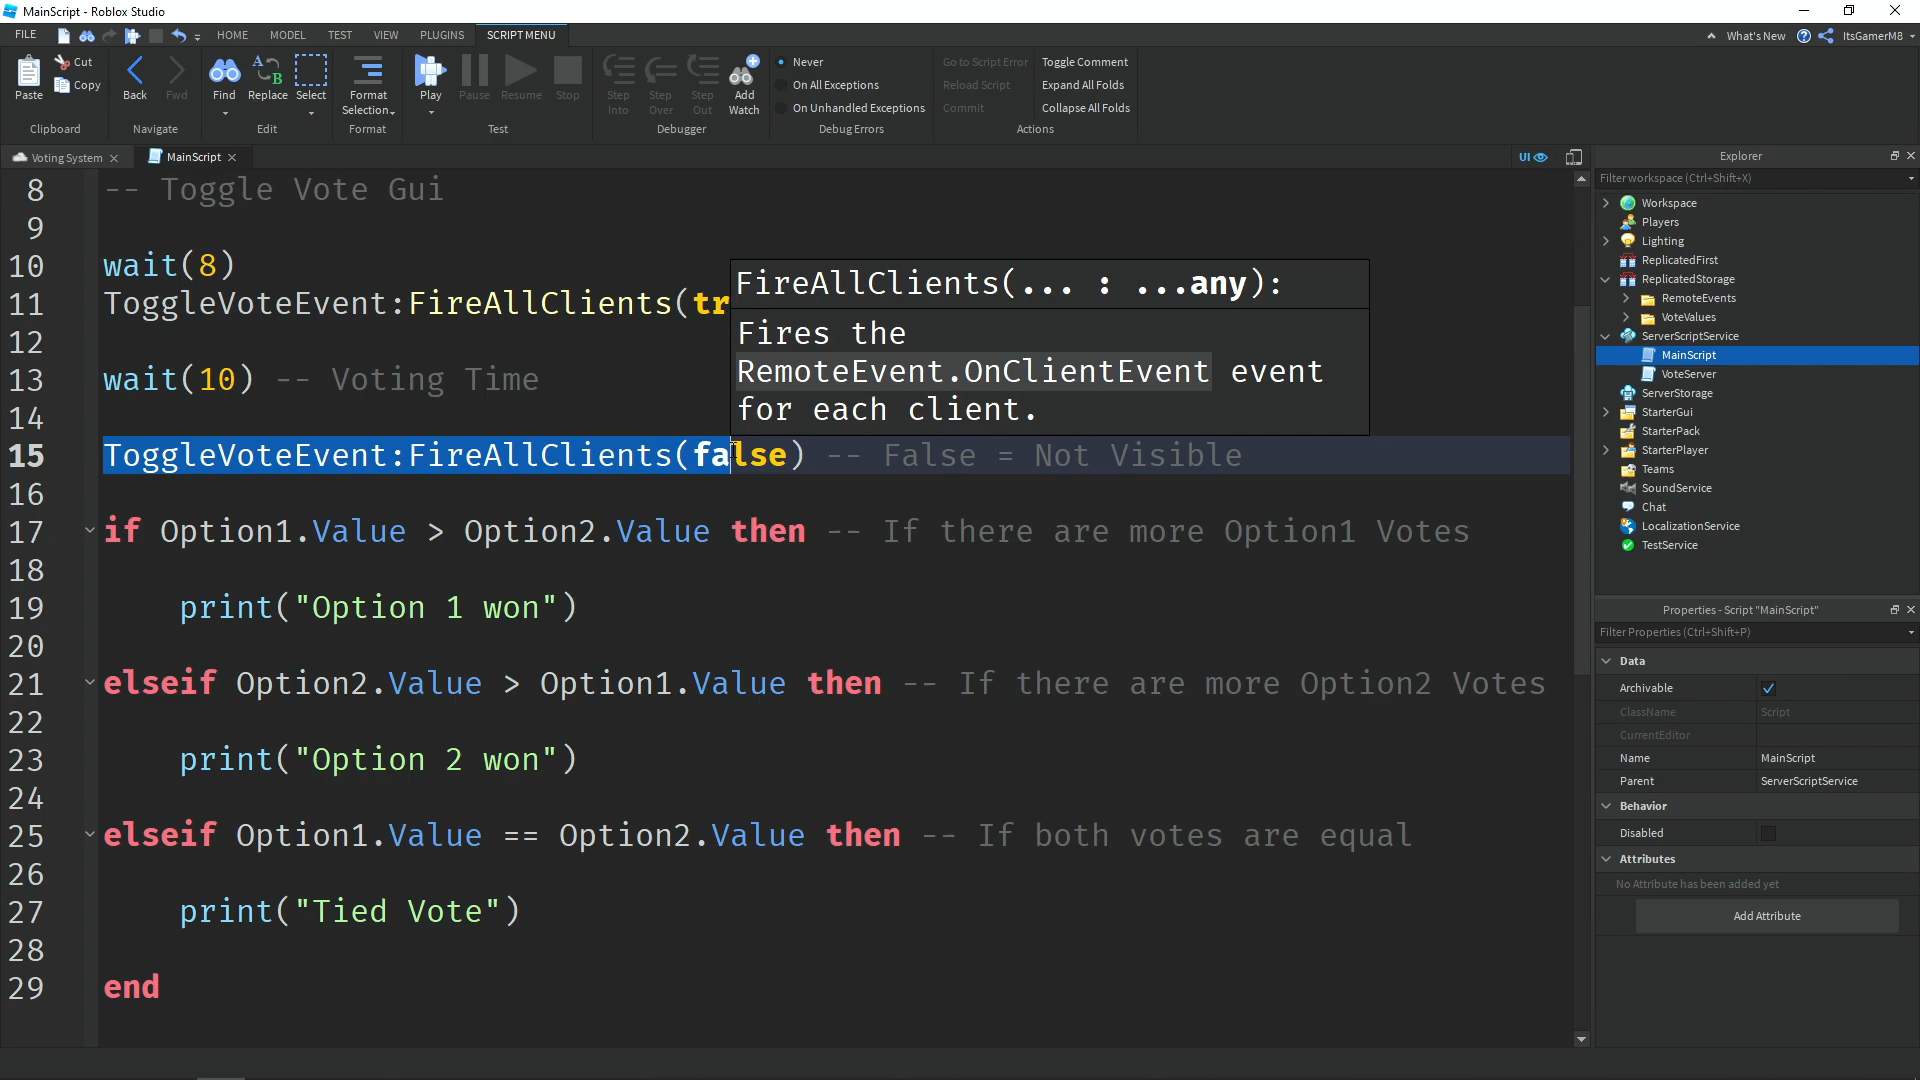 MainScript - Roblox Studio
FILE HOME MODEL TEST VIEW PLUGINS SCRIPT MENU What's New ItsGamerM8
Paste Cut Copy Clipboard
Back Fwd Navigate
Find Replace Select Edit
Format Selection Format
Play Pause Resume Stop Test
Step Into Step Over Step Out Add Watch Debugger
Never
On All Exceptions
On Unhandled Exceptions
Debug Errors
Go to Script Error
Reload Script
Commit
Toggle Comment
Expand All Folds
Collapse All Folds
Actions
Voting System MainScript UI
8 -- Toggle Vote Gui
9
10 wait(8)
11 ToggleVoteEvent:FireAllClients(tr
12
13 wait(10) -- Voting Time
14
15 ToggleVoteEvent:FireAllClients(false) -- False = Not Visible
16
17 if Option1.Value > Option2.Value then -- If there are more Option1 Votes
18
19 print("Option 1 won")
20
21 elseif Option2.Value > Option1.Value then -- If there are more Option2 Votes
22
23 print("Option 2 won")
24
25 elseif Option1.Value == Option2.Value then -- If both votes are equal
26
27 print("Tied Vote")
28
29 end
FireAllClients(... : ...any):
Fires the
RemoteEvent.OnClientEvent event
for each client.
Explorer
Filter workspace (Ctrl+Shift+X)
Workspace
Players
Lighting
ReplicatedFirst
ReplicatedStorage
RemoteEvents
VoteValues
ServerScriptService
MainScript
VoteServer
ServerStorage
StarterGui
StarterPack
StarterPlayer
Teams
SoundService
Chat
LocalizationService
TestService
Properties - Script "MainScript"
Filter Properties (Ctrl+Shift+P)
Data
Archivable
ClassName Script
CurrentEditor
Name MainScript
Parent ServerScriptService
Behavior
Disabled
Attributes
No Attribute has been added yet
Add Attribute